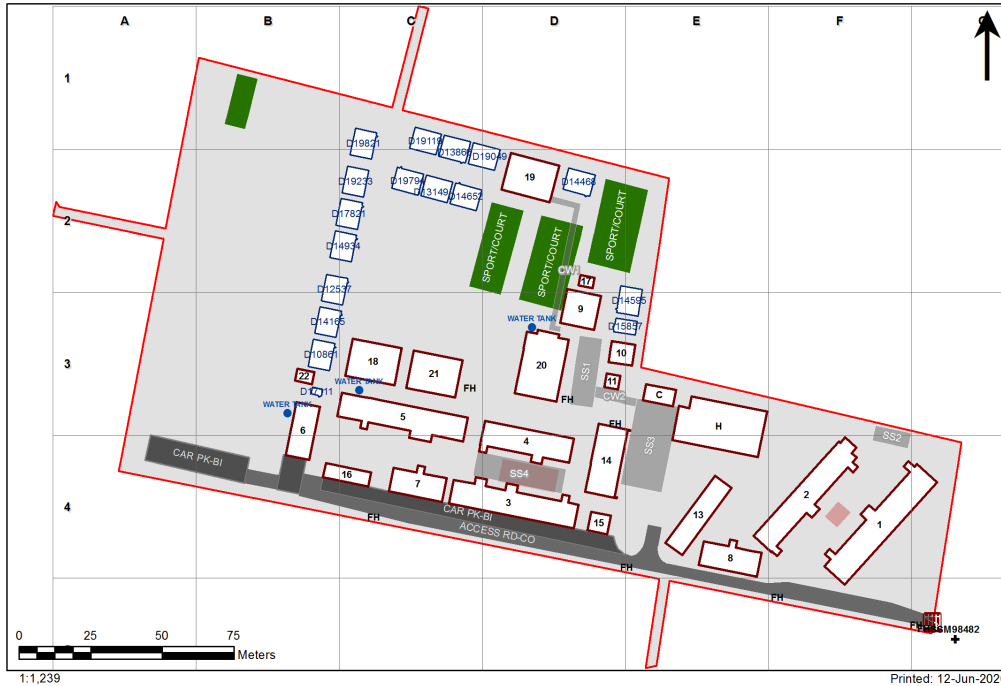 A B C D E F G
1
D19821
D19119
D13866
D19049
19
D14468
D19233
D19794
D13149
D14652
D17821
2
D14934
SPORT/COURT
SPORT/COURT
SPORT/COURT
CW1
17
D12537
9
D14595
WATER TANK
D14165
D15857
D10861
18
21
20
SS1
10
3
22
WATER TANK
FH
11
CW2
C
WATER TANK
FH
5
6
FH
H
4
SS3
SS2
14
CAR PK-BI
16
7
SS4
3
2
1
4
CAR PK-BI
13
15
FH
ACCESS RD-CO
8
FH
FH
FH
SSM98482
0 25 50 75
Meters
1:1,239
Printed: 12-Jun-202